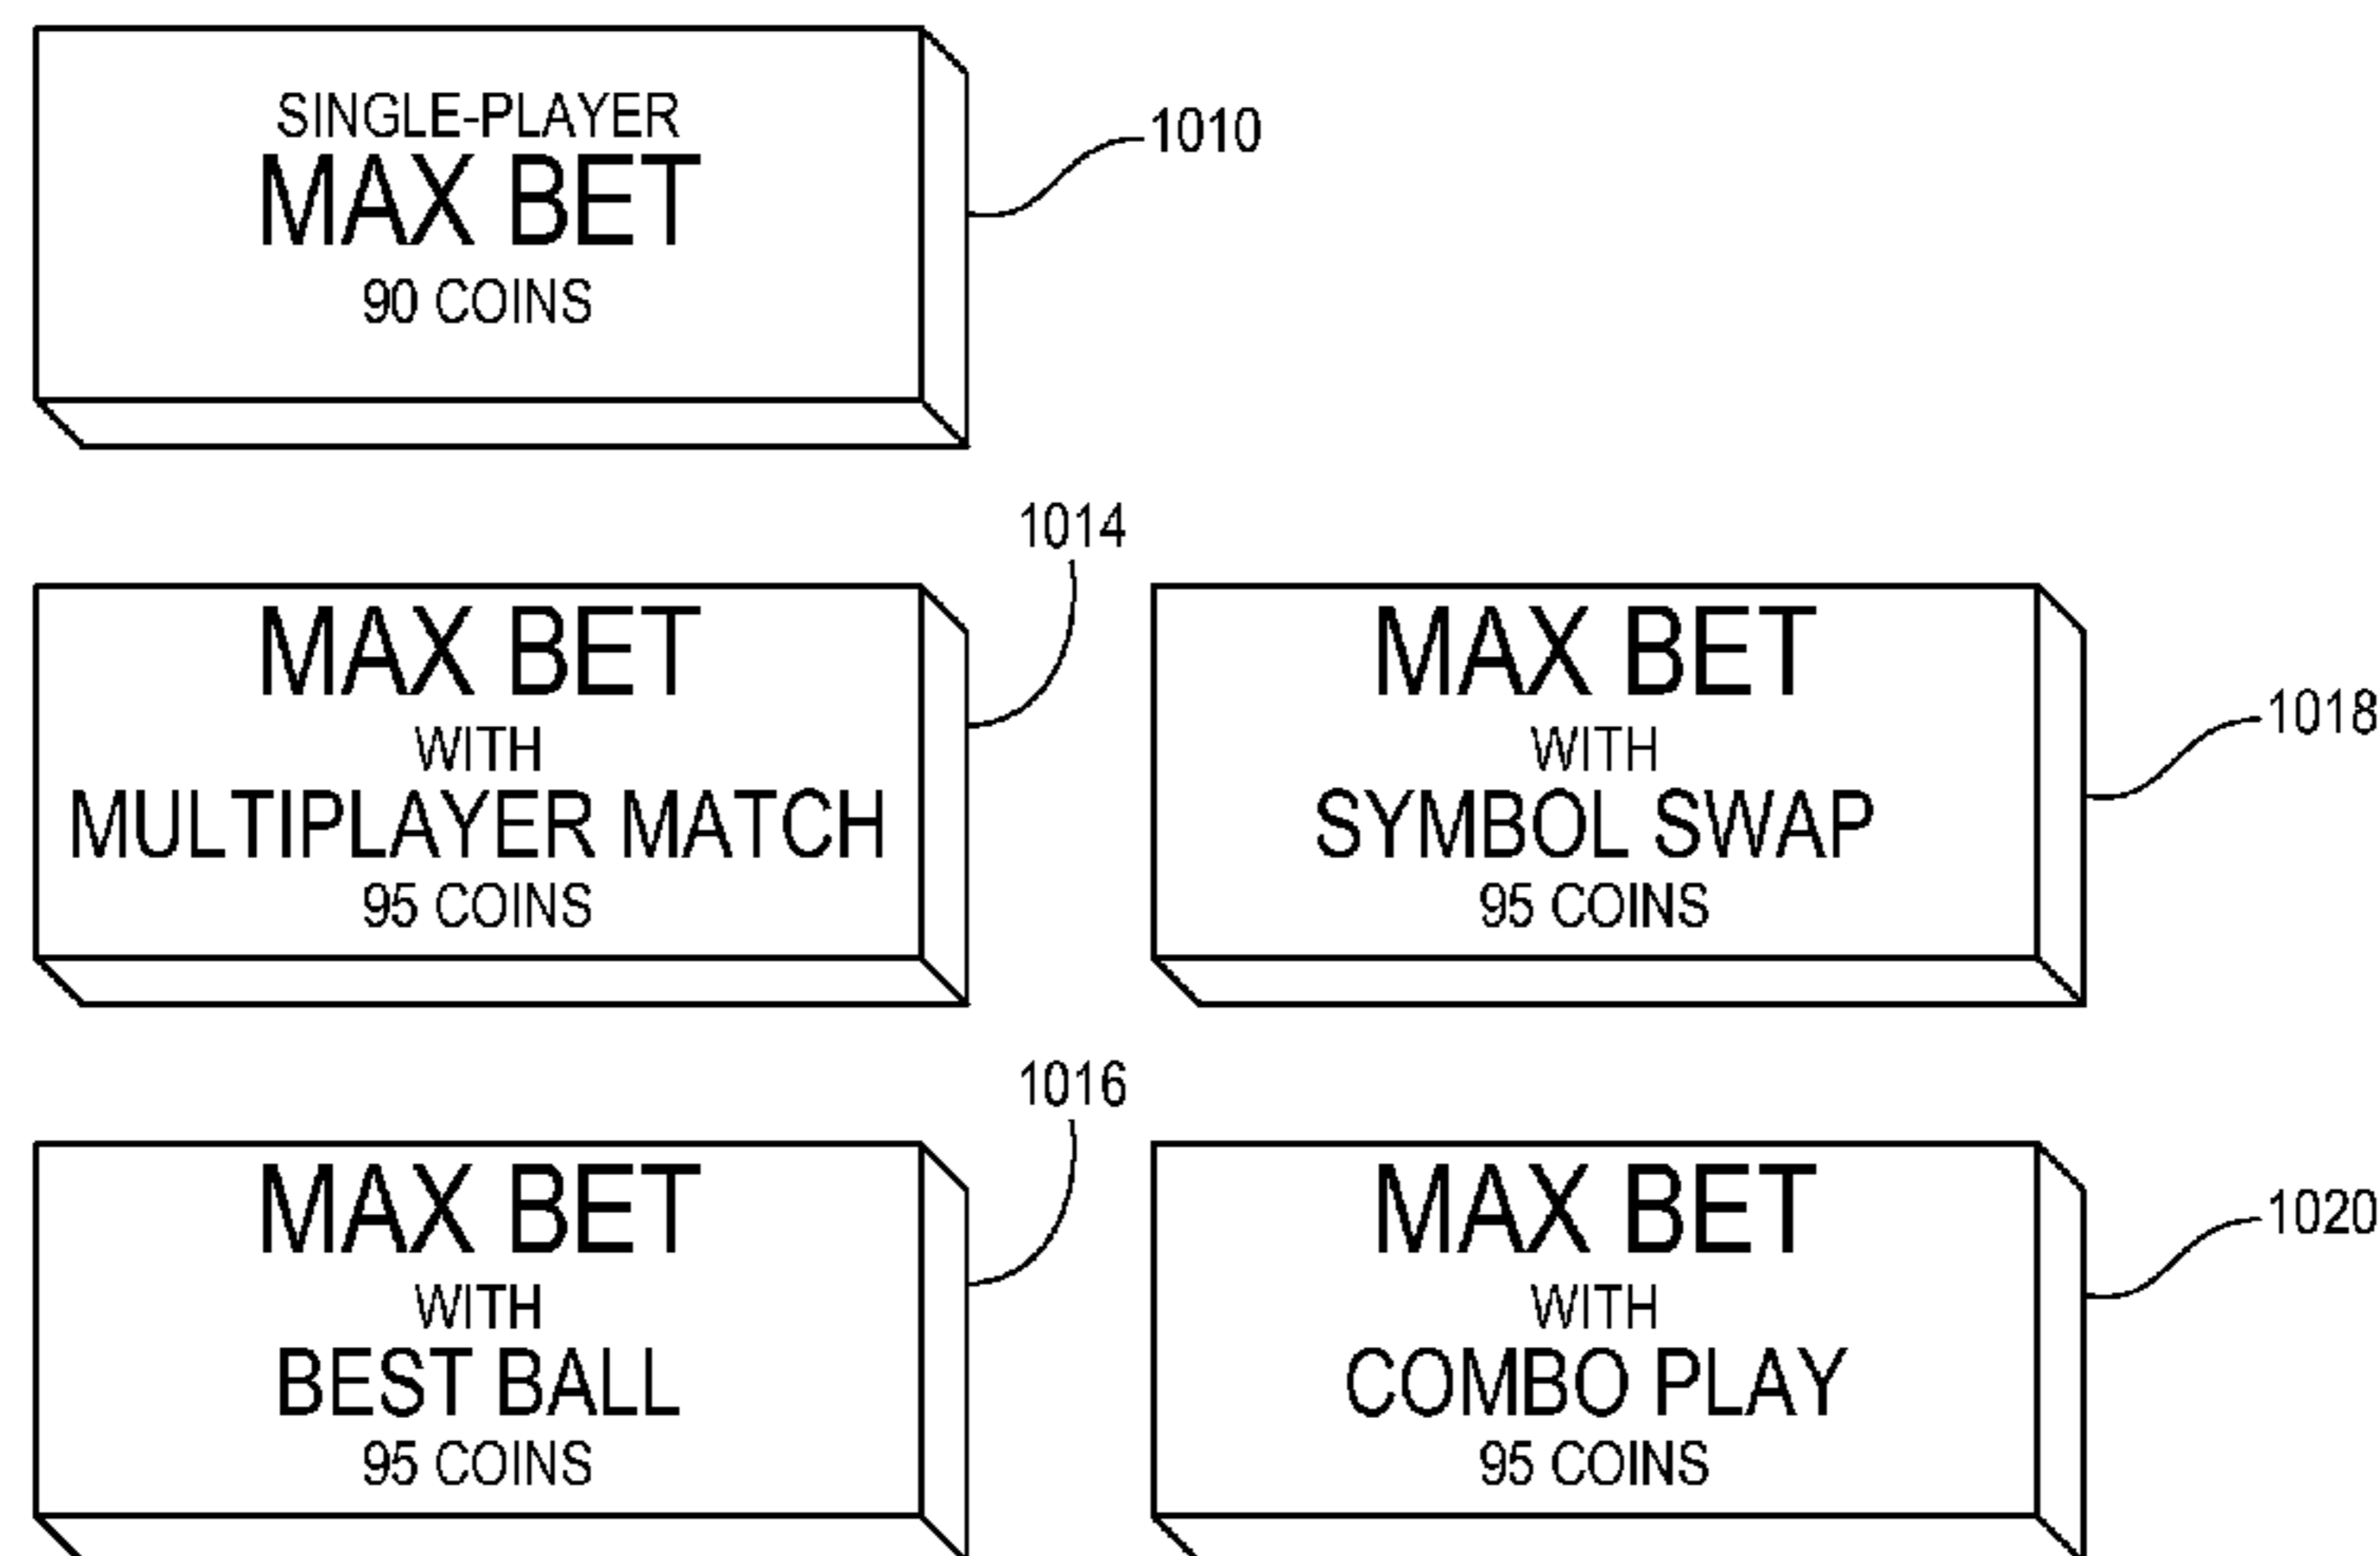 SINGLE-PLAYER
MAX BET
90 COINS
1010
1014
MAX BET
WITH
MULTIPLAYER MATCH
95 COINS
MAX BET
WITH
SYMBOL SWAP
95 COINS
1018
1016
MAX BET
WITH
BEST BALL
95 COINS
MAX BET
WITH
COMBO PLAY
95 COINS
1020